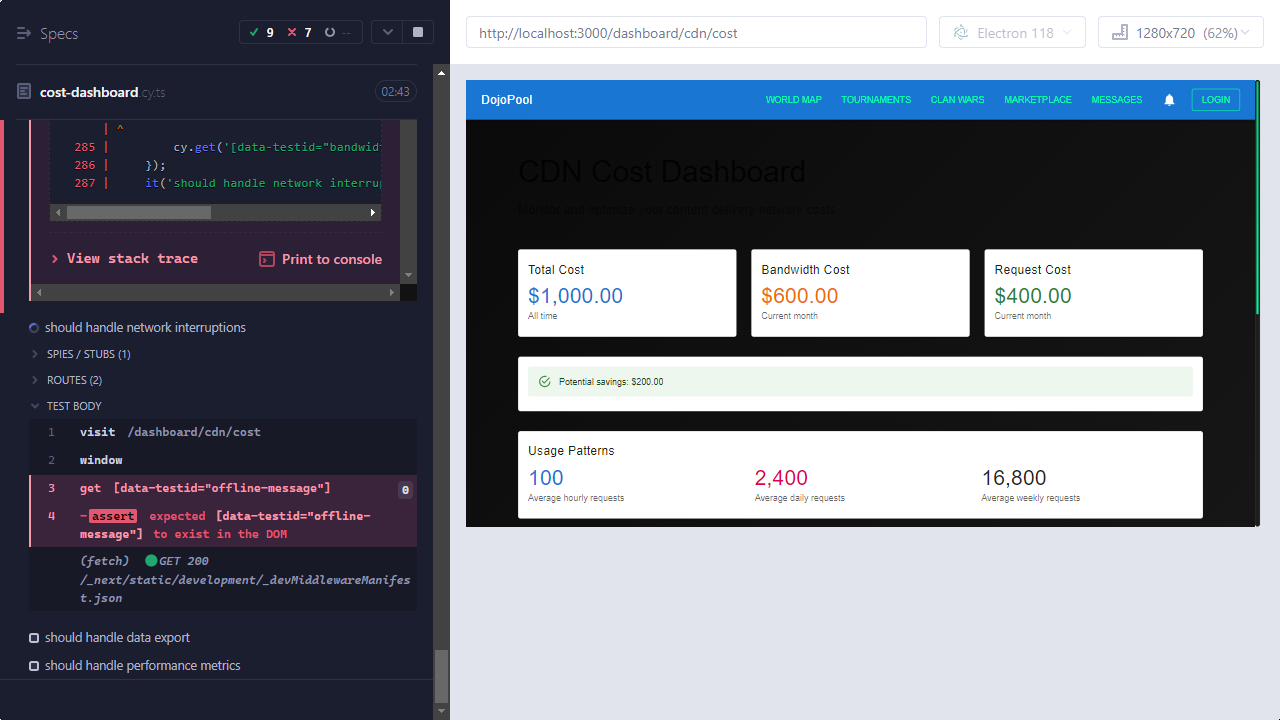 Specs
9 7 --
cost-dashboard.cy.ts 02:43
| ^
285 | cy.get('[data-testid="bandwidt
286 | });
287 | it('should handle network interrup
View stack trace
Print to console
should handle network interruptions
SPIES / STUBS (1)
ROUTES (2)
TEST BODY
1 visit /dashboard/cdn/cost
2 window
3 get [data-testid="offline-message"] 0
4 -assert expected [data-testid="offline-
message"] to exist in the DOM
(fetch) GET 200
/_next/static/development/_devMiddlewareManifes
t.json
should handle data export
should handle performance metrics
http://localhost:3000/dashboard/cdn/cost
Electron 118
1280x720 (62%)
DojoPool
WORLD MAP TOURNAMENTS CLAN WARS MARKETPLACE MESSAGES LOGIN
CDN Cost Dashboard
Monitor and optimize your content delivery network costs
Total Cost
$1,000.00
All time
Bandwidth Cost
$600.00
Current month
Request Cost
$400.00
Current month
Potential savings: $200.00
Usage Patterns
100
Average hourly requests
2,400
Average daily requests
16,800
Average weekly requests